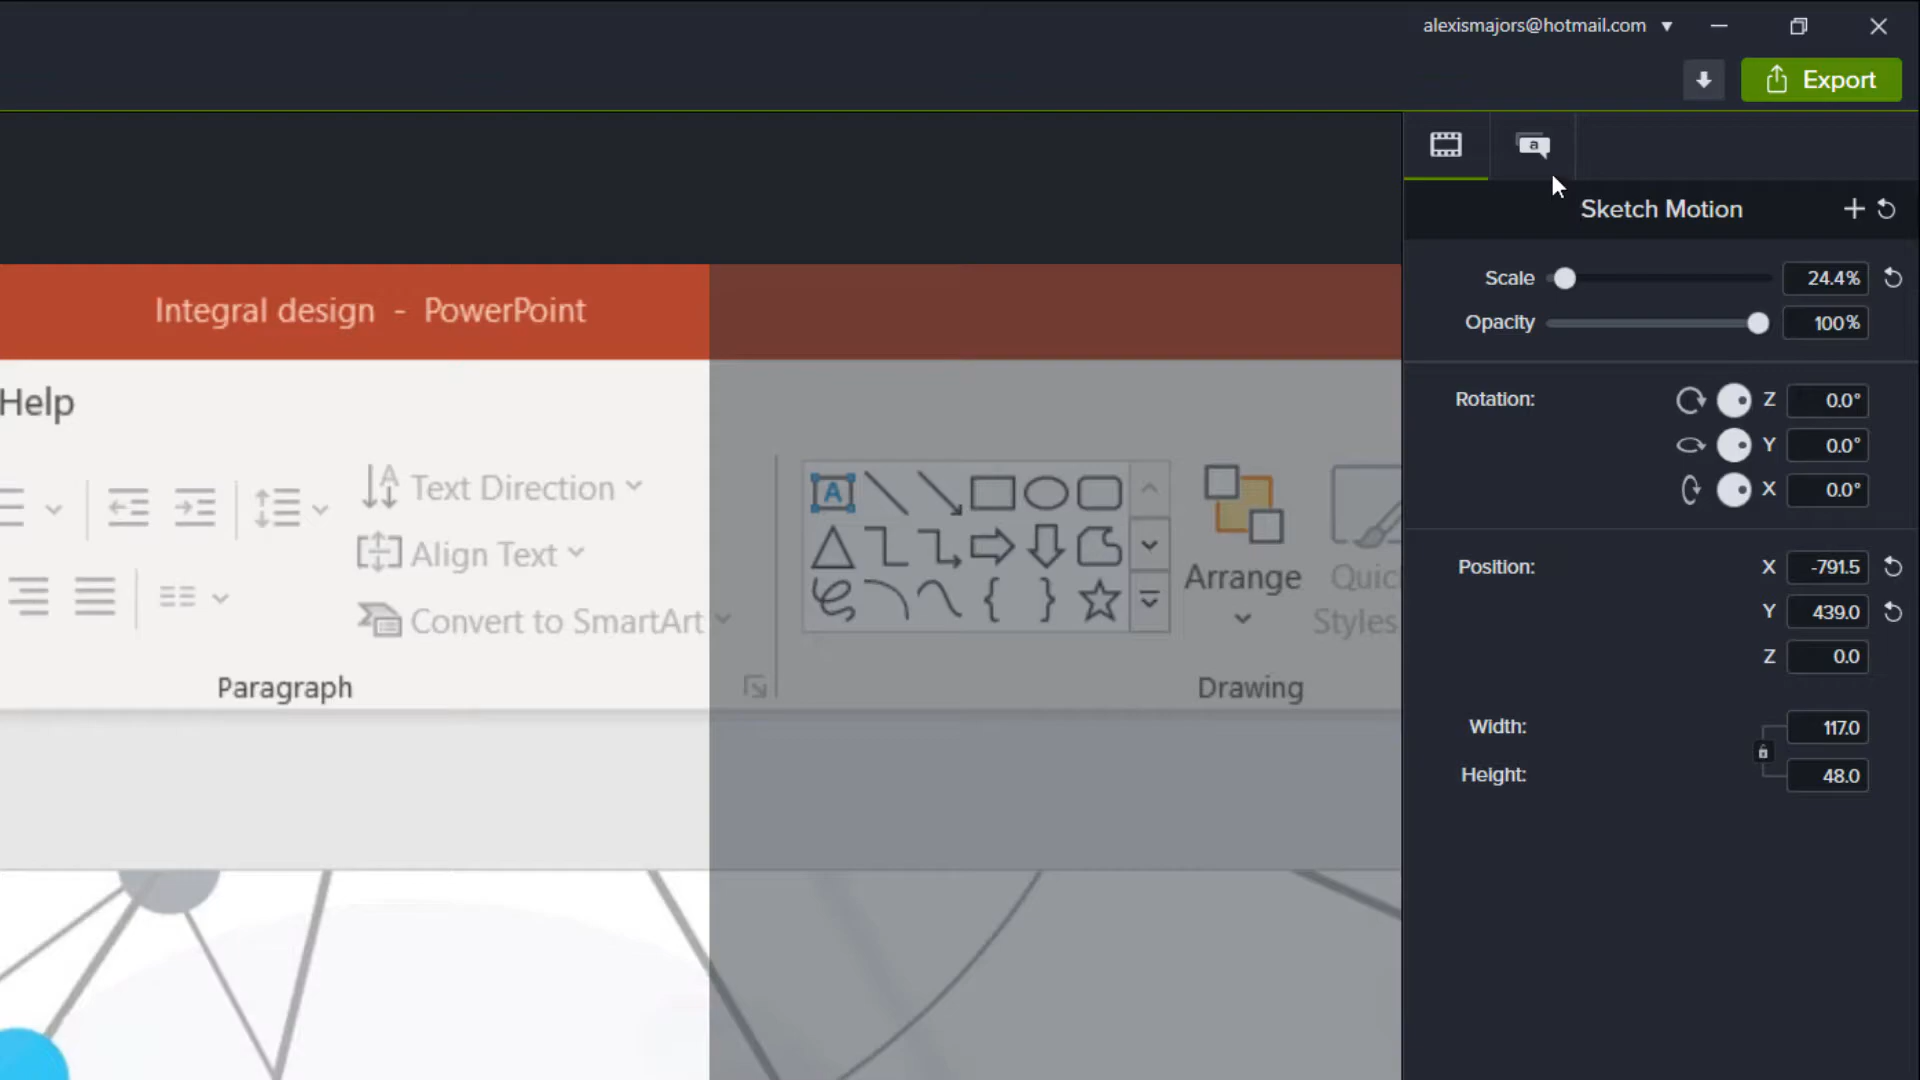 alexismajors@hotmail.com
Export
a
Sketch Motion
Scale 24.4%
Opacity 100%
Rotation: Z 0.0°
Y 0.0°
X 0.0°
Position: X -791.5
Y 439.0
Z 0.0
Width: 117.0
Height: 48.0
Integral design - PowerPoint
Help
Text Direction
Align Text
Convert to SmartArt
Paragraph
A
Arrange
Quic
Styles
Drawing